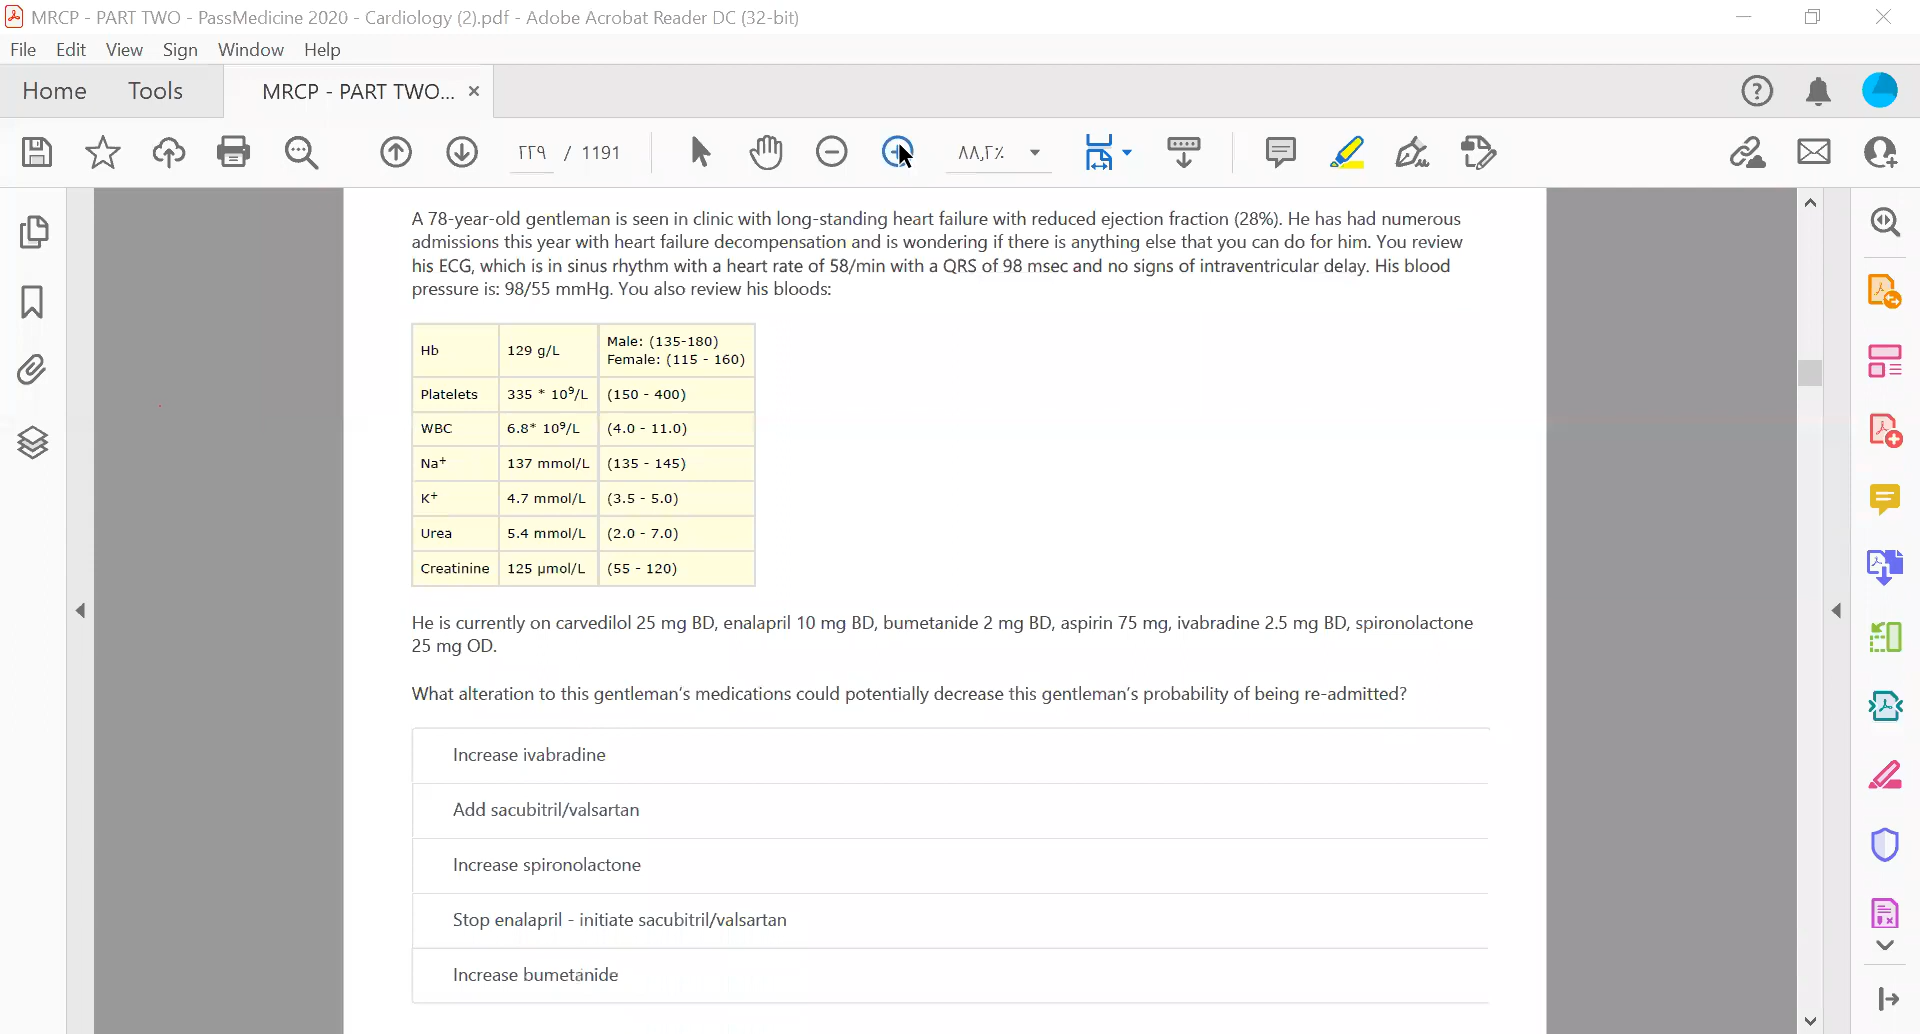 MRCP - PART TWO - PassMedicine 2020 - Cardiology (2).pdf - Adobe Acrobat Reader DC (32-bit)
File Edit View Sign Window Help
Home Tools MRCP - PART TWO... ×
٢٢٩ / 1191 ٨٨,٢٪
A 78-year-old gentleman is seen in clinic with long-standing heart failure with reduced ejection fraction (28%). He has had numerous
admissions this year with heart failure decompensation and is wondering if there is anything else that you can do for him. You review
his ECG, which is in sinus rhythm with a heart rate of 58/min with a QRS of 98 msec and no signs of intraventricular delay. His blood
pressure is: 98/55 mmHg. You also review his bloods:
Hb 129 g/L Male: (135-180)
Female: (115 - 160)
Platelets 335 * 10⁹/L (150 - 400)
WBC 6.8* 10⁹/L (4.0 - 11.0)
Na⁺ 137 mmol/L (135 - 145)
K⁺ 4.7 mmol/L (3.5 - 5.0)
Urea 5.4 mmol/L (2.0 - 7.0)
Creatinine 125 µmol/L (55 - 120)
He is currently on carvedilol 25 mg BD, enalapril 10 mg BD, bumetanide 2 mg BD, aspirin 75 mg, ivabradine 2.5 mg BD, spironolactone
25 mg OD.
What alteration to this gentleman's medications could potentially decrease this gentleman's probability of being re-admitted?
Increase ivabradine
Add sacubitril/valsartan
Increase spironolactone
Stop enalapril - initiate sacubitril/valsartan
Increase bumetanide